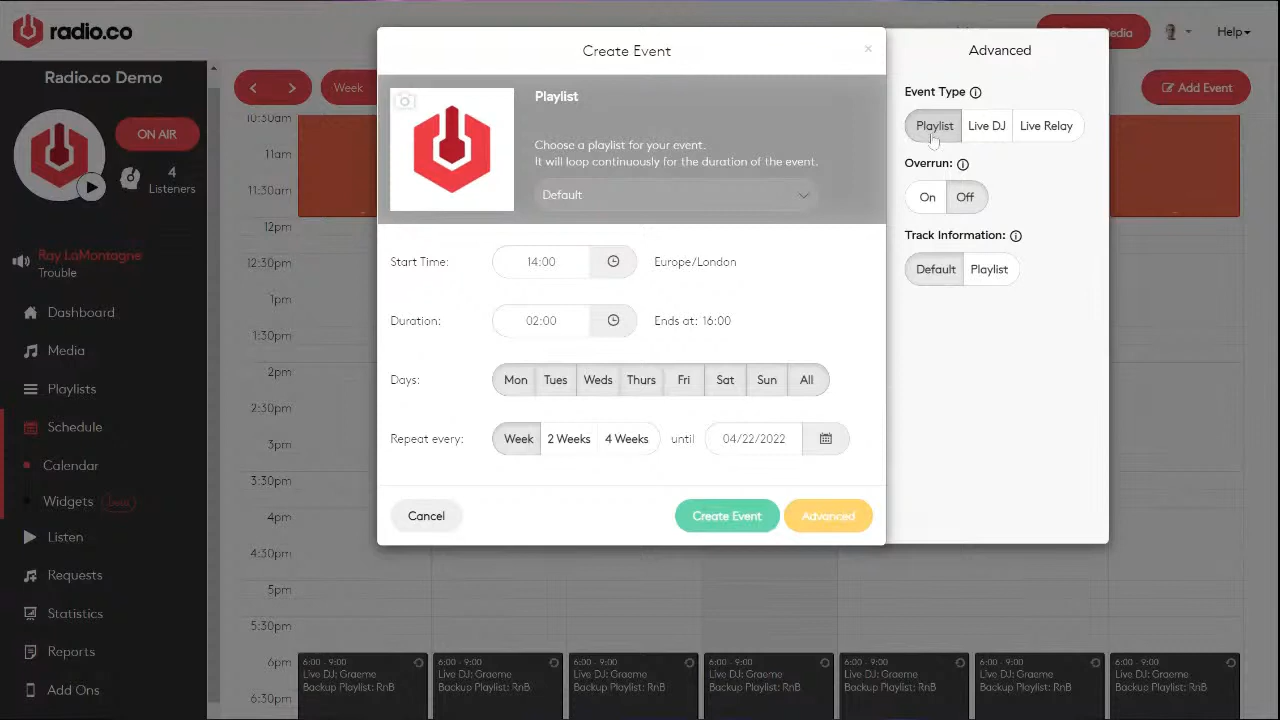 radio.co
Media
Help
Radio.co Demo
ON AIR
4
Listeners
Ray LaMontagne
Trouble
Dashboard
Media
Playlists
Schedule
Calendar
Widgets beta
Listen
Requests
Statistics
Reports
Add Ons
Week
Add Event
10:30am
11am
11:30am
12pm
12:30pm
1pm
1:30pm
2pm
2:30pm
3pm
3:30pm
4pm
4:30pm
5pm
5:30pm
6pm
6:30pm
Create Event
×
Playlist
Choose a playlist for your event.
It will loop continuously for the duration of the event.
Default
Start Time: 14:00 Europe/London
Duration: 02:00 Ends at: 16:00
Days: Mon Tues Weds Thurs Fri Sat Sun All
Repeat every: Week 2 Weeks 4 Weeks until 04/22/2022
Cancel Create Event Advanced
Advanced
Event Type
Playlist Live DJ Live Relay
Overrun:
On Off
Track Information:
Default Playlist
6:00 - 9:00
Live DJ: Graeme
Backup Playlist: RnB
6:00 - 9:00
Live DJ: Graeme
Backup Playlist: RnB
6:00 - 9:00
Live DJ: Graeme
Backup Playlist: RnB
6:00 - 9:00
Live DJ: Graeme
Backup Playlist: RnB
6:00 - 9:00
Live DJ: Graeme
Backup Playlist: RnB
6:00 - 9:00
Live DJ: Graeme
Backup Playlist: RnB
6:00 - 9:00
Live DJ: Graeme
Backup Playlist: RnB